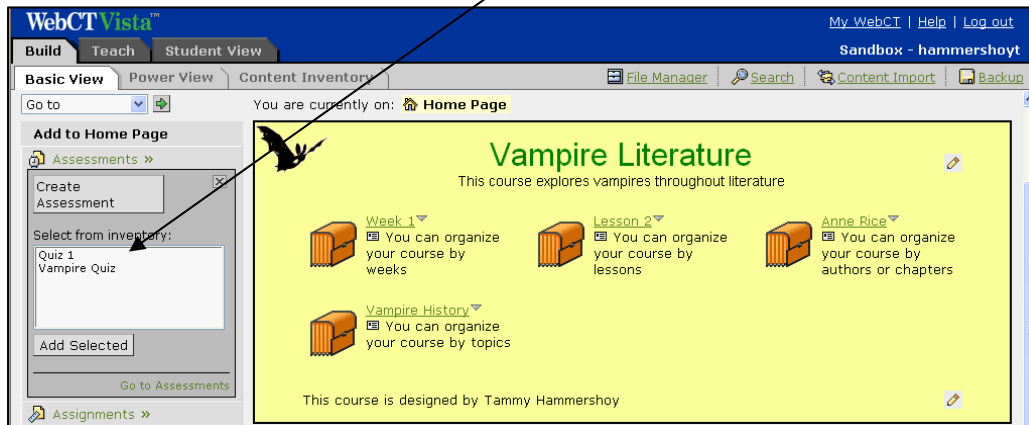 WebCT Vista™
My WebCT | Help | Log out
Build Teach Student View
Sandbox - hammershoyt
Basic View Power View Content Inventory
File Manager Search Content Import Backup
Go to
You are currently on: Home Page
Add to Home Page
Assessments »
Create
Assessment
Select from inventory:
Quiz 1
Vampire Quiz
Add Selected
Go to Assessments
Assignments »
Vampire Literature
This course explores vampires throughout literature
Week 1
You can organize
your course by
weeks
Lesson 2
You can organize
your course by
lessons
Anne Rice
You can organize
your course by
authors or chapters
Vampire History
You can organize
your course by topics
This course is designed by Tammy Hammershoy